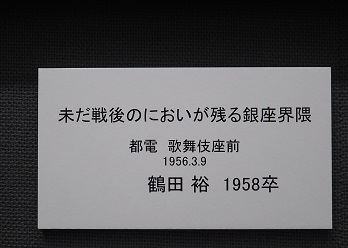 未だ戦後のにおいが残る銀座界隈
都電 歌舞伎座前
1956.3.9
鶴田 裕 1958卒